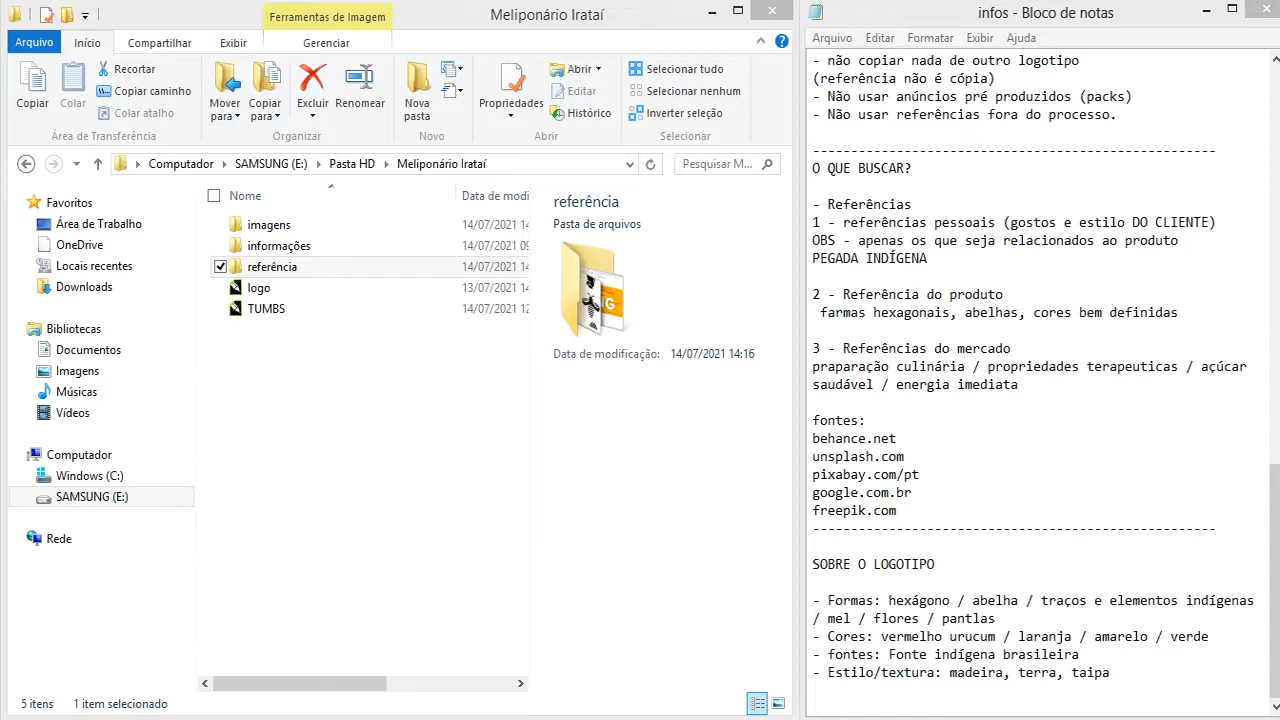 Ferramentas de Imagem
Meliponário Irataí
Arquivo
Início
Compartilhar
Exibir
Gerenciar
Copiar
Colar
Recortar
Copiar caminho
Colar atalho
Área de Transferência
Mover para
Copiar para
Excluir
Renomear
Organizar
Nova pasta
Novo
Propriedades
Abrir
Editar
Histórico
Abrir
Selecionar tudo
Selecionar nenhum
Inverter seleção
Selecionar
Computador
SAMSUNG (E:)
Pasta HD
Meliponário Irataí
Pesquisar M...
Favoritos
Área de Trabalho
OneDrive
Locais recentes
Downloads
Bibliotecas
Documentos
Imagens
Músicas
Vídeos
Computador
Windows (C:)
SAMSUNG (E:)
Rede
Nome
Data de modi
imagens 14/07/2021 14
informações 14/07/2021 09
referência 14/07/2021 14
logo 13/07/2021 14
TUMBS 14/07/2021 12
referência
Pasta de arquivos
G
Data de modificação: 14/07/2021 14:16
5 itens
1 item selecionado
infos - Bloco de notas
Arquivo Editar Formatar Exibir Ajuda
- não copiar nada de outro logotipo
(referência não é cópia)
- Não usar anúncios pré produzidos (packs)
- Não usar referências fora do processo.
--------------------------------------------------
O QUE BUSCAR?
- Referências
1 - referências pessoais (gostos e estilo DO CLIENTE)
OBS - apenas os que seja relacionados ao produto
PEGADA INDÍGENA
2 - Referência do produto
farmas hexagonais, abelhas, cores bem definidas
3 - Referências do mercado
praparação culinária / propriedades terapeuticas / açúcar
saudável / energia imediata
fontes:
behance.net
unsplash.com
pixabay.com/pt
google.com.br
freepik.com
--------------------------------------------------
SOBRE O LOGOTIPO
- Formas: hexágono / abelha / traços e elementos indígenas
/ mel / flores / pantlas
- Cores: vermelho urucum / laranja / amarelo / verde
- fontes: Fonte indígena brasileira
- Estilo/textura: madeira, terra, taipa